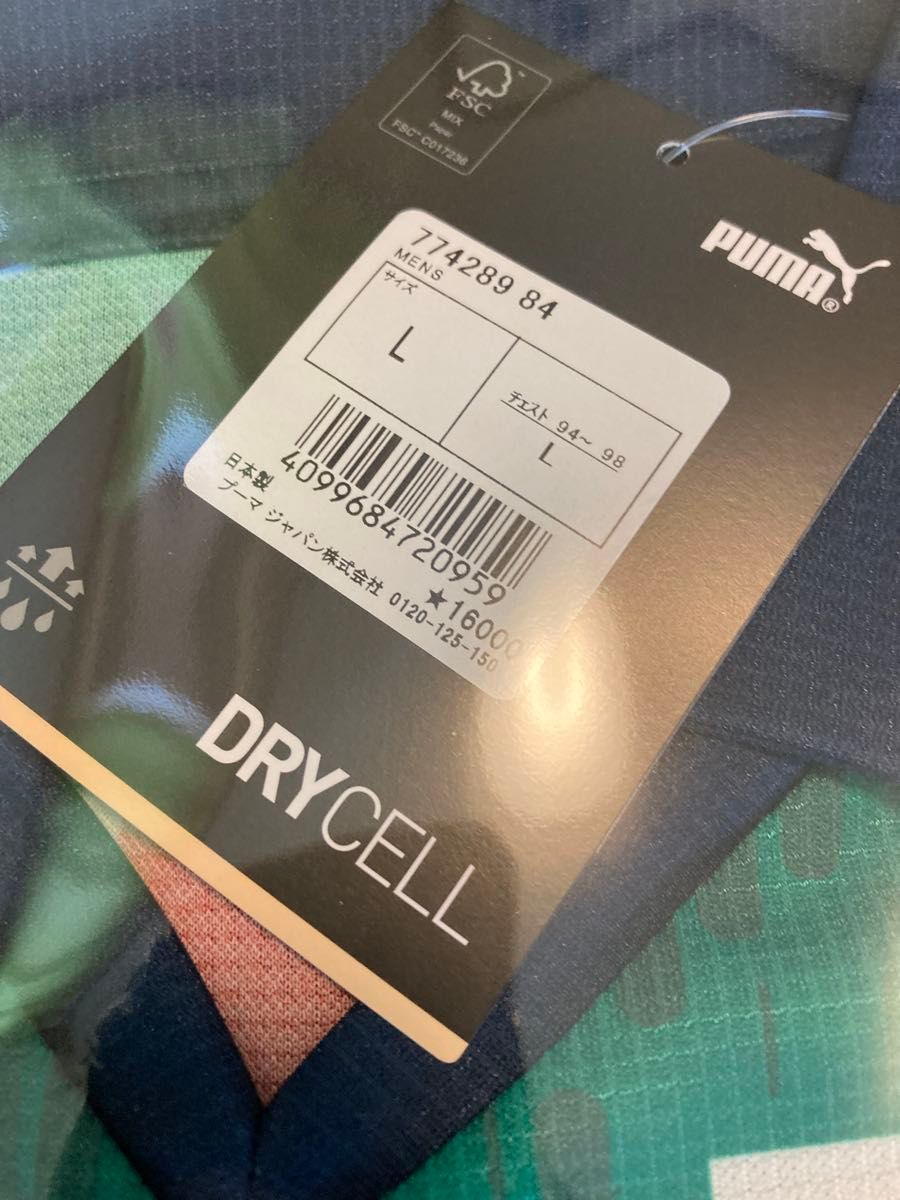 FSC
MIX
Paper
FSC™ C017236
PUMA®
774289 84
MENS
サイズ
L
チェスト 94～ 98
L
4099684720959
日本製 ★16000
プーマ ジャパン株式会社 0120-125-150
DRYCELL